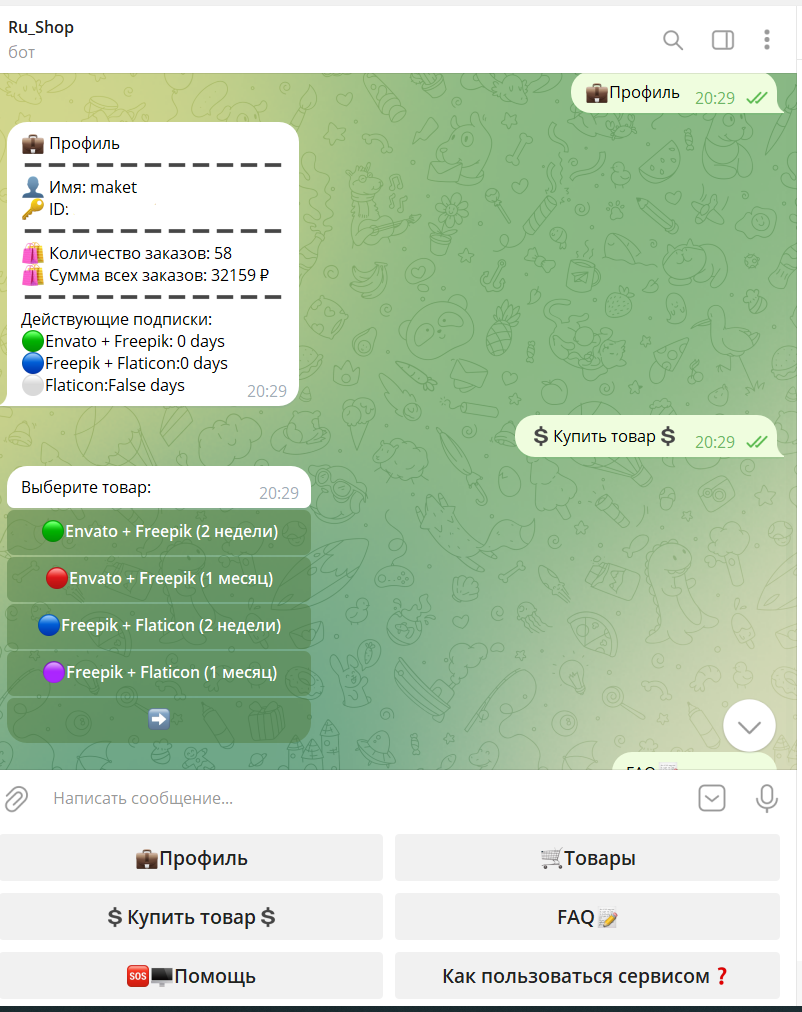 Ru_Shop
бот
💼Профиль 20:29
💼 Профиль
— — — — — — — — — — —
👤 Имя: maket
🔑 ID:
— — — — — — — — — — —
🛍 Количество заказов: 58
🛍 Сумма всех заказов: 32159 ₽
— — — — — — — — — — —
Действующие подписки:
🟢Envato + Freepik: 0 days
🔵Freepik + Flaticon:0 days
⚪Flaticon:False days 20:29
💲Купить товар💲 20:29
Выберите товар: 20:29
🟢Envato + Freepik (2 недели)
🔴Envato + Freepik (1 месяц)
🔵Freepik + Flaticon (2 недели)
🟣Freepik + Flaticon (1 месяц)
➡️
FAQ📝
Написать сообщение...
💼Профиль
🛒Товары
💲Купить товар💲
FAQ📝
🆘🖥Помощь
Как пользоваться сервисом❓